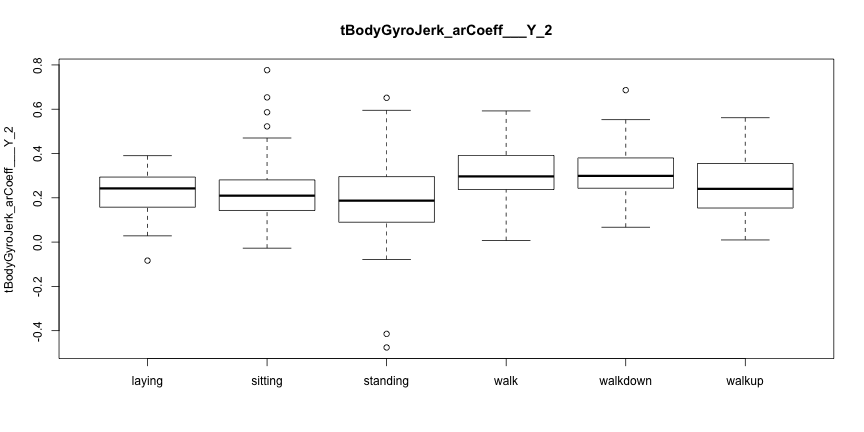 tBodyGyroJerk_arCoeff___Y_2
tBodyGyroJerk_arCoeff___Y_2
0.8
0.6
0.4
0.2
0.0
-0.2
-0.4
laying sitting standing walk walkdown walkup